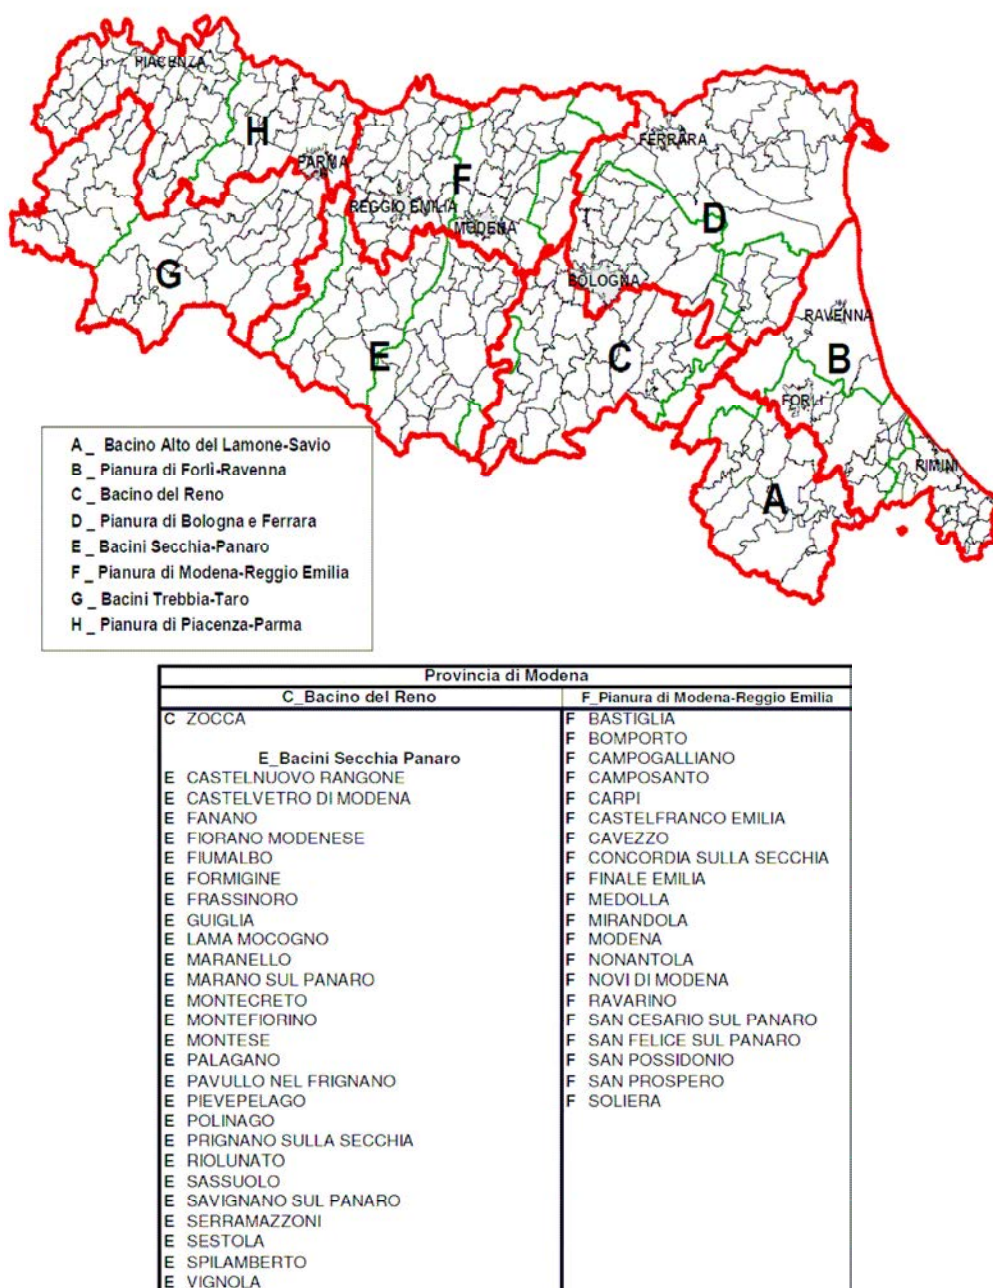 PIACENZA
H
PARMA
F
REGGIO EMILIA
MODENA
FERRARA
D
G
BOLOGNA
RAVENNA
E
C
B
FORLI'
RIMINI
A
A _ Bacino Alto del Lamone-Savio
B _ Pianura di Forlì-Ravenna
C _ Bacino del Reno
D _ Pianura di Bologna e Ferrara
E _ Bacini Secchia-Panaro
F _ Pianura di Modena-Reggio Emilia
G _ Bacini Trebbia-Taro
H _ Pianura di Piacenza-Parma
Provincia di Modena
C_Bacino del Reno
C ZOCCA
E_Bacini Secchia Panaro
E CASTELNUOVO RANGONE
E CASTELVETRO DI MODENA
E FANANO
E FIORANO MODENESE
E FIUMALBO
E FORMIGINE
E FRASSINORO
E GUIGLIA
E LAMA MOCOGNO
E MARANELLO
E MARANO SUL PANARO
E MONTECRETO
E MONTEFIORINO
E MONTESE
E PALAGANO
E PAVULLO NEL FRIGNANO
E PIEVEPELAGO
E POLINAGO
E PRIGNANO SULLA SECCHIA
E RIOLUNATO
E SASSUOLO
E SAVIGNANO SUL PANARO
E SERRAMAZZONI
E SESTOLA
E SPILAMBERTO
E VIGNOLA
F_Pianura di Modena-Reggio Emilia
F BASTIGLIA
F BOMPORTO
F CAMPOGALLIANO
F CAMPOSANTO
F CARPI
F CASTELFRANCO EMILIA
F CAVEZZO
F CONCORDIA SULLA SECCHIA
F FINALE EMILIA
F MEDOLLA
F MIRANDOLA
F MODENA
F NONANTOLA
F NOVI DI MODENA
F RAVARINO
F SAN CESARIO SUL PANARO
F SAN FELICE SUL PANARO
F SAN POSSIDONIO
F SAN PROSPERO
F SOLIERA